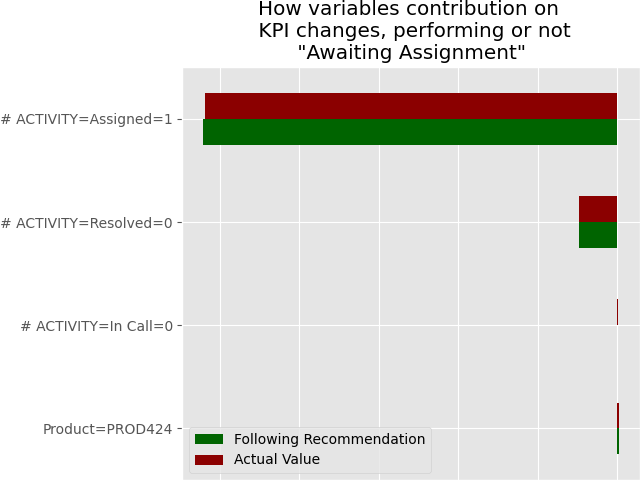 How variables contribution on
KPI changes, performing or not
"Awaiting Assignment"
# ACTIVITY=Assigned=1
# ACTIVITY=Resolved=0
# ACTIVITY=In Call=0
Product=PROD424
Following Recommendation
Actual Value